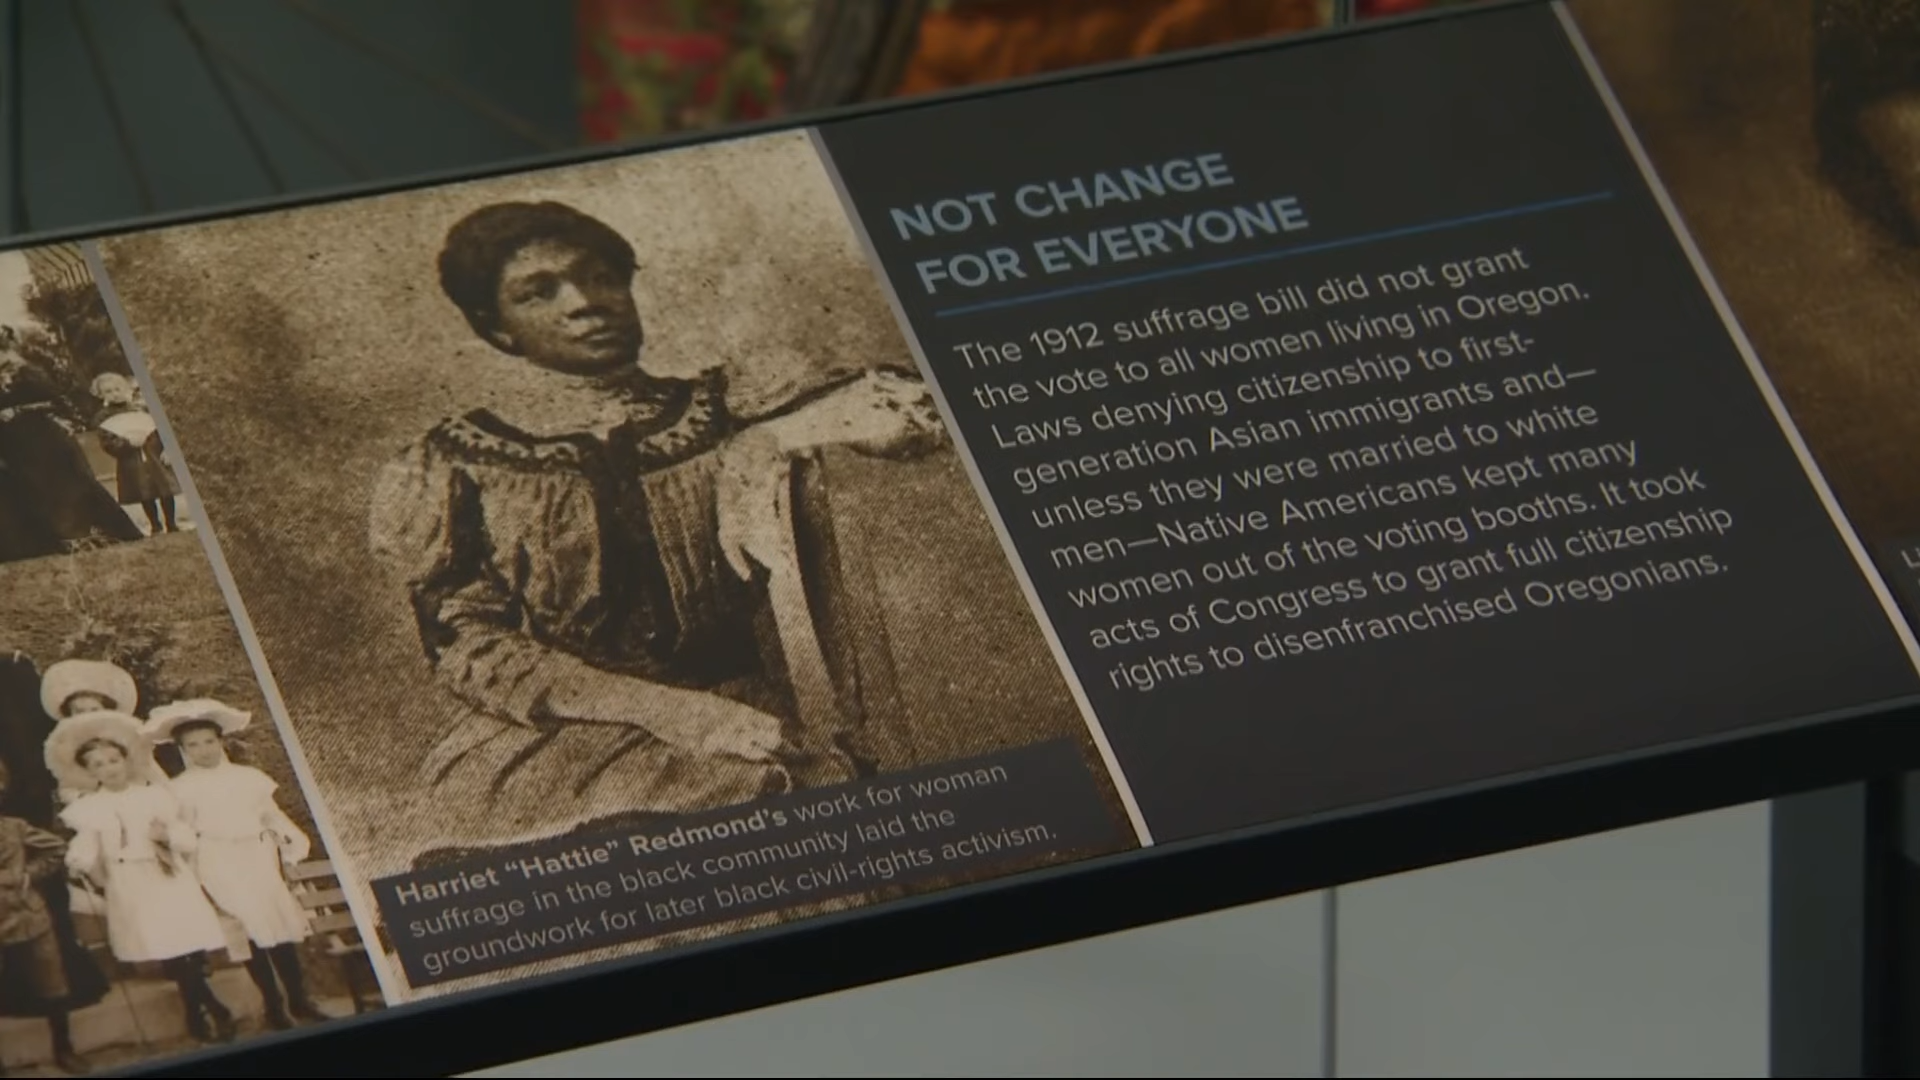 NOT CHANGE
FOR EVERYONE
The 1912 suffrage bill did not grant
the vote to all women living in Oregon.
Laws denying citizenship to first-
generation Asian immigrants and—
unless they were married to white
men—Native Americans kept many
women out of the voting booths. It took
acts of Congress to grant full citizenship
rights to disenfranchised Oregonians.
Harriet “Hattie” Redmond’s work for woman
suffrage in the black community laid the
groundwork for later black civil-rights activism.